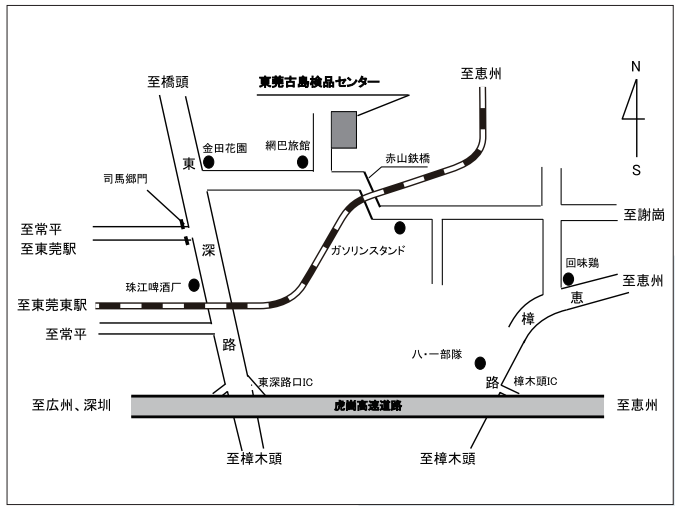 至橋頭
東莞古島検品センター
至恵州
N
S
金田花園
網巴旅館
赤山鉄橋
東
司馬郷門
至謝崗
至常平
至東莞駅
深
ガソリンスタンド
回味鶏
至恵州
珠江啤酒厂
恵
至東莞東駅
樟
至常平
路
八・一部隊
東深路口IC
路
樟木頭IC
至広州、深圳
虎崗高速道路
至恵州
至樟木頭
至樟木頭